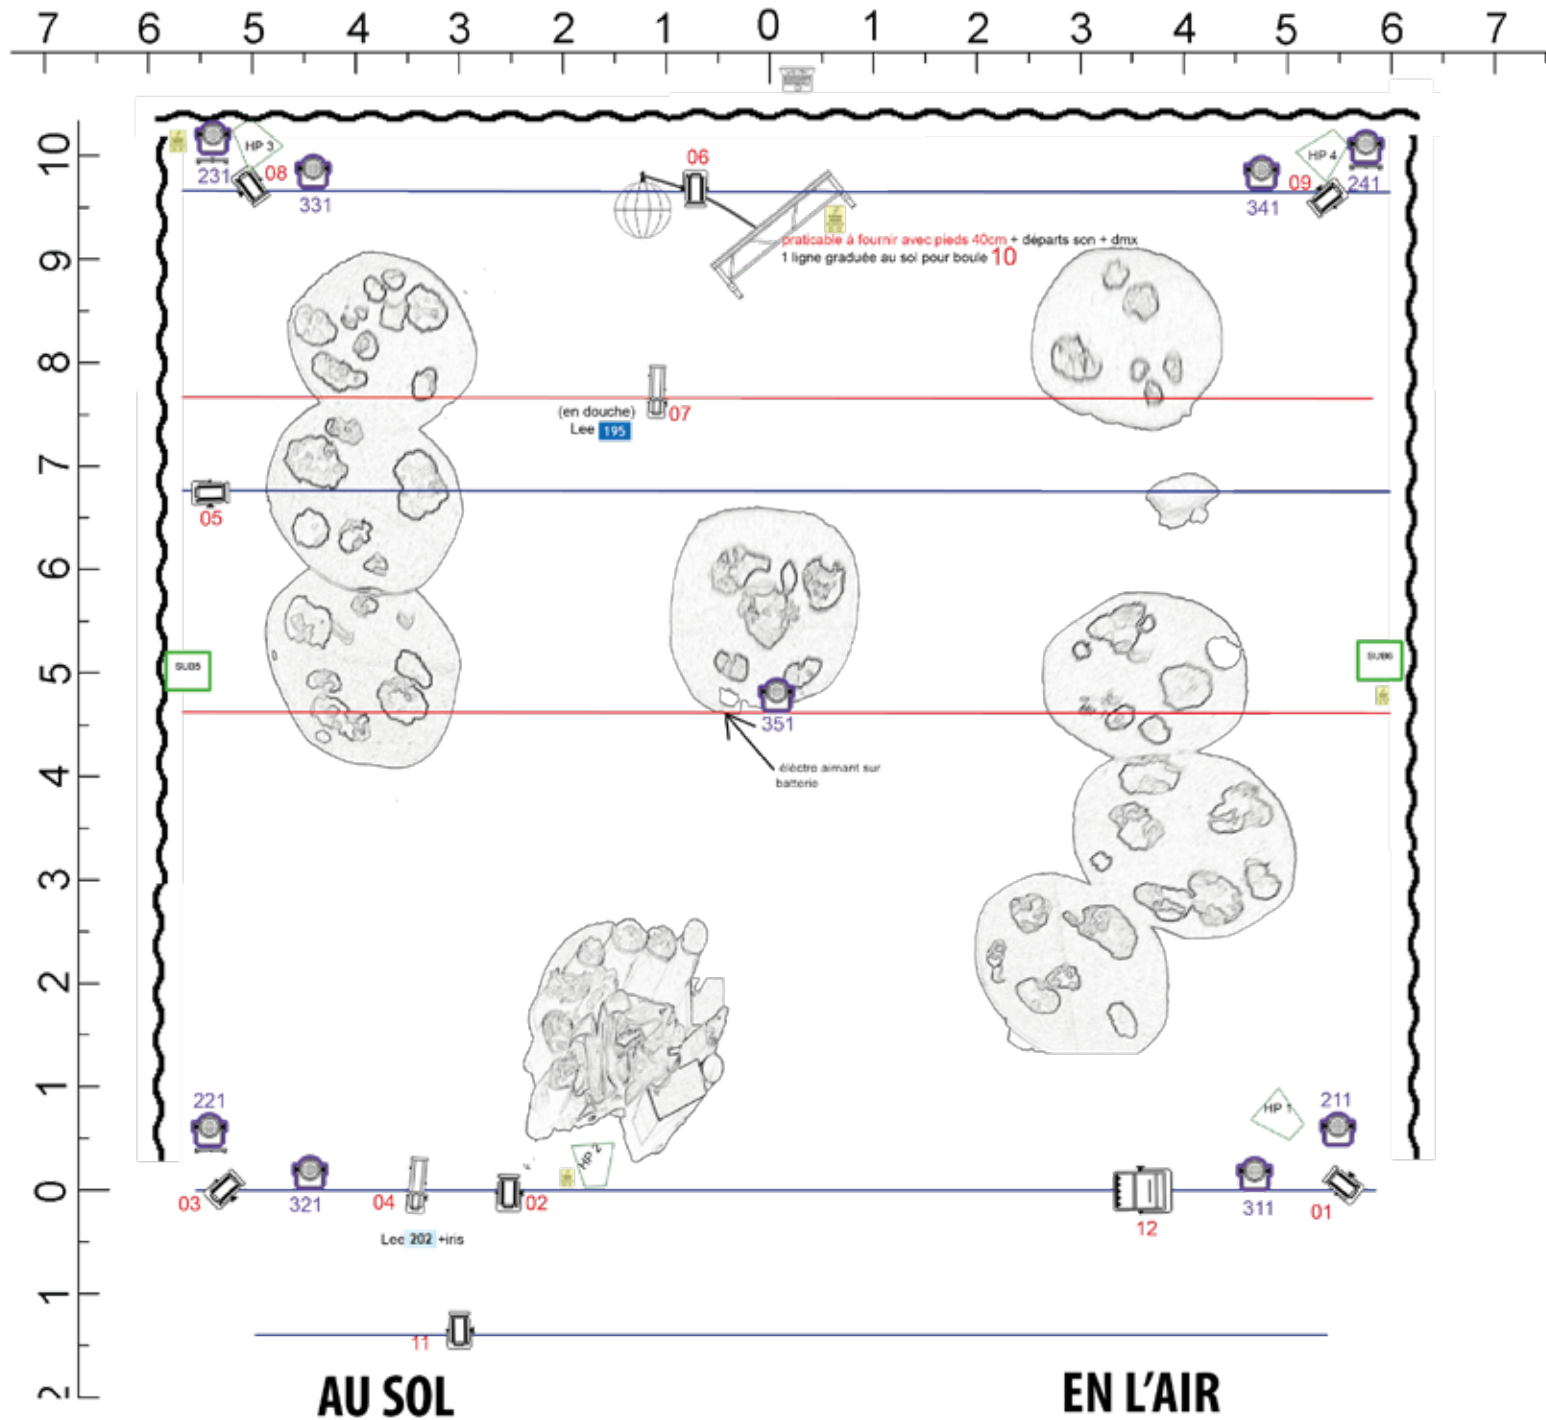 7 6 5 4 3 2 1 0 1 2 3 4 5 6 7
10
9
8
7
6
5
4
3
2
1
0
1
2
231
HP 3
08
331
06
HP 4
341
09
241
praticable à fournir avec pieds 40cm + départs son + dmx
1 ligne graduée au sol pour boule 10
(en douche)
07
Lee 195
05
SUB5
SUB6
351
élèctro aimant sur
batterie
221
HP 1
211
HP 2
03
321
04
02
12
311
01
Lee 202 +iris
11
AU SOL
EN L'AIR